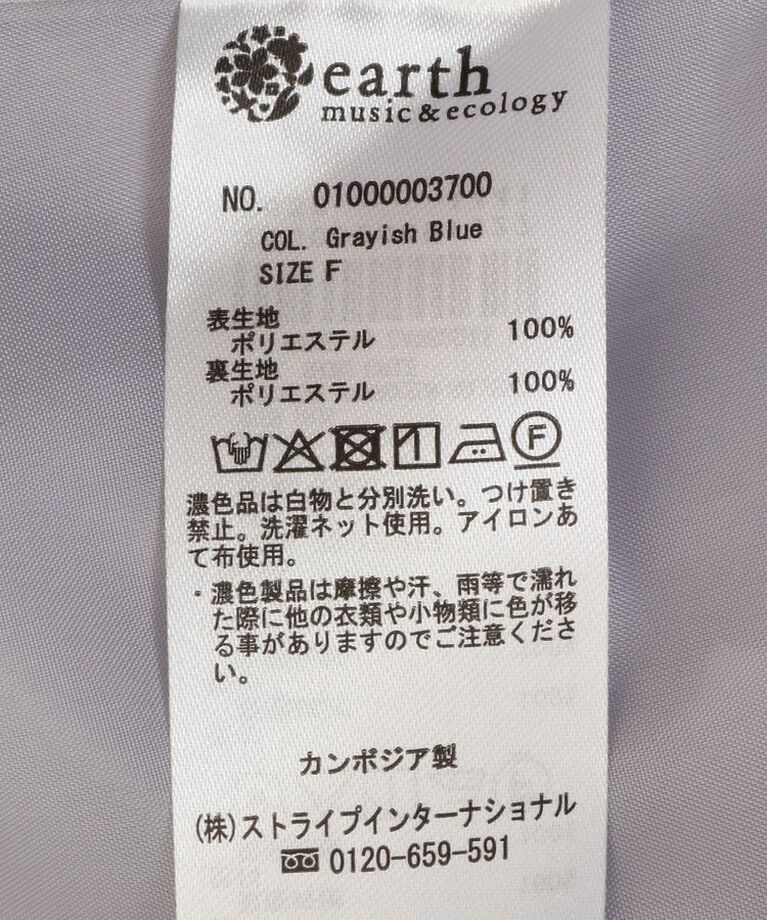 earth
music&ecology
NO. 01000003700
COL. Grayish Blue
SIZE F
表生地
ポリエステル 100%
裏生地
ポリエステル 100%
F
濃色品は白物と分別洗い。つけ置き
禁止。洗濯ネット使用。アイロンあ
て布使用。
・濃色製品は摩擦や汗、雨等で濡れ
た際に他の衣類や小物類に色が移
る事がありますのでご注意くださ
い。
カンボジア製
(株)ストライプインターナショナル
0120-659-591